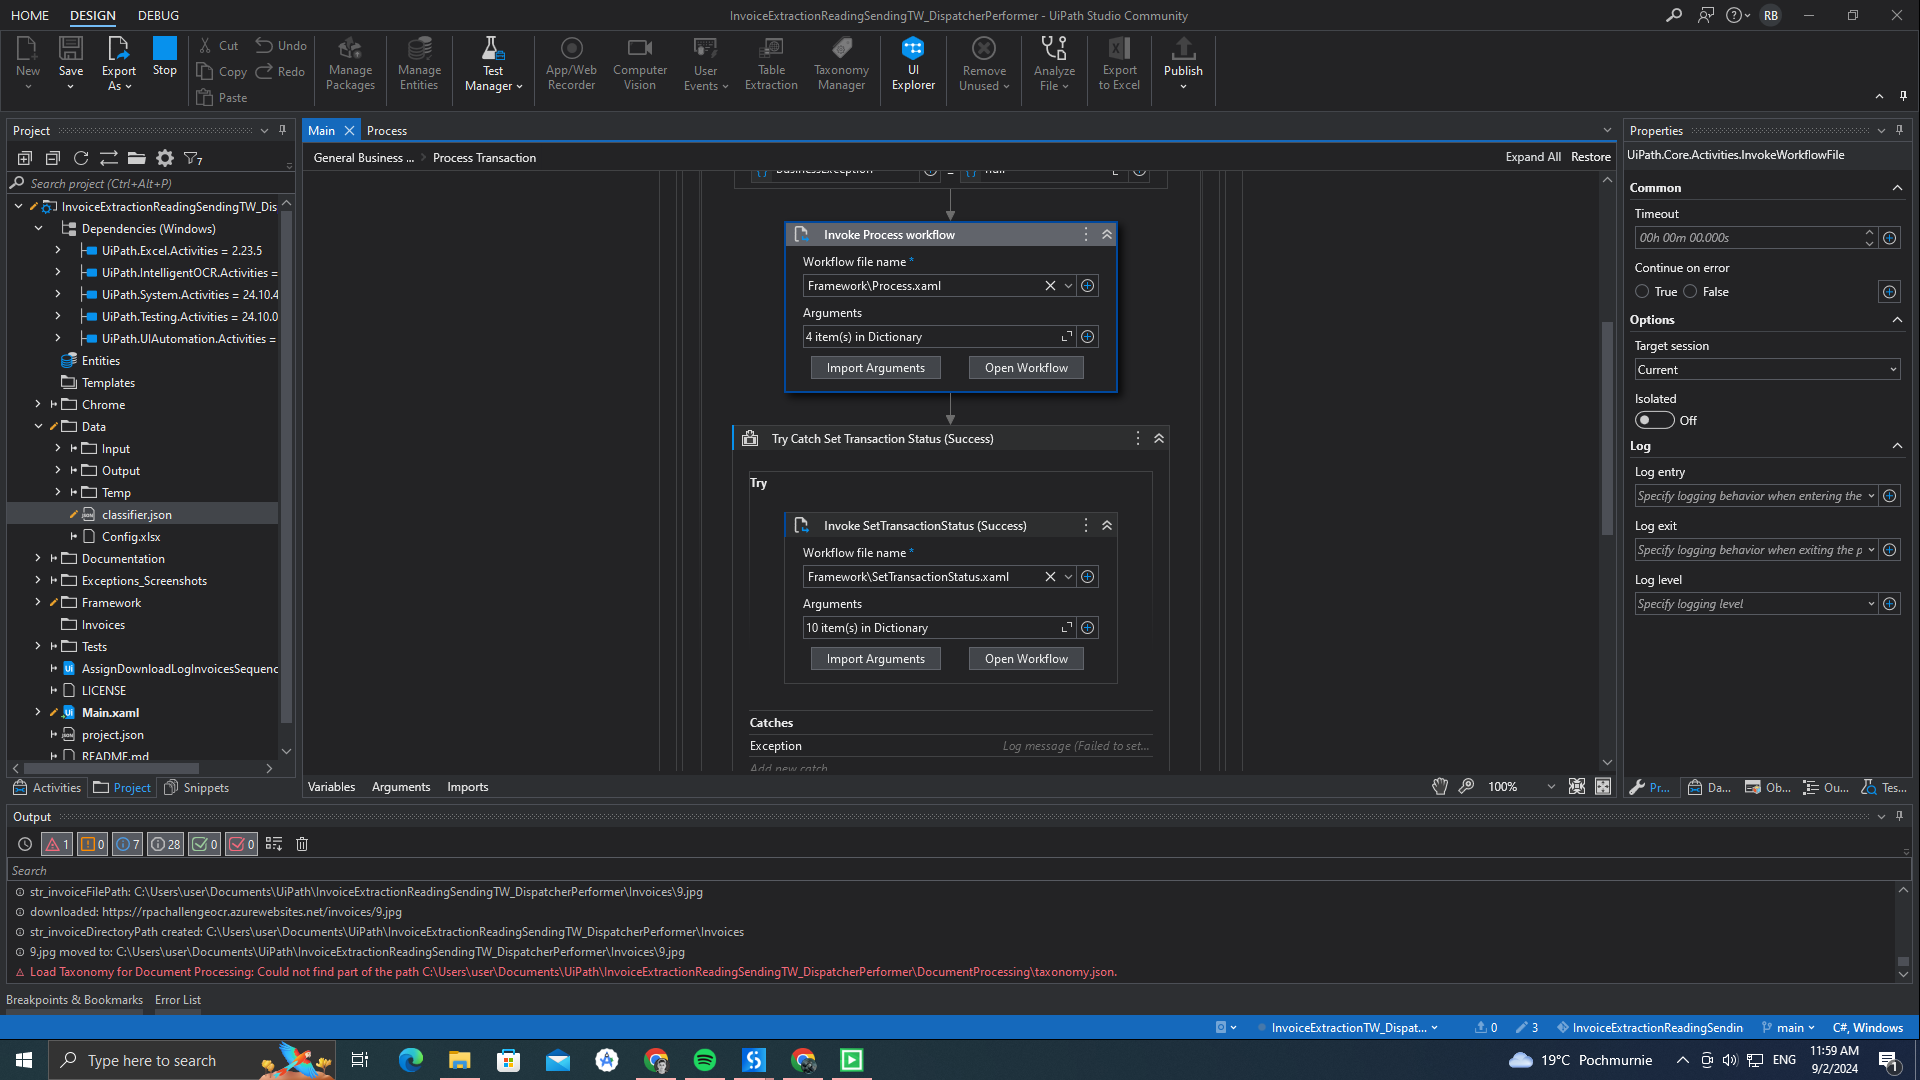 HOME DESIGN DEBUG
InvoiceExtractionReadingSendingTW_DispatcherPerformer - UiPath Studio Community
RB
New
Save
Export As
Stop
Cut
Copy
Paste
Undo
Redo
Manage Packages
Manage Entities
Test Manager
App/Web Recorder
Computer Vision
User Events
Table Extraction
Taxonomy Manager
UI Explorer
Remove Unused
Analyze File
Export to Excel
Publish
Project
7
Search project (Ctrl+Alt+P)
InvoiceExtractionReadingSendingTW_Dis
Dependencies (Windows)
UiPath.Excel.Activities = 2.23.5
UiPath.IntelligentOCR.Activities =
UiPath.System.Activities = 24.10.4
UiPath.Testing.Activities = 24.10.0
UiPath.UIAutomation.Activities =
Entities
Templates
Chrome
Data
Input
Output
Temp
classifier.json
Config.xlsx
Documentation
Exceptions_Screenshots
Framework
Invoices
Tests
AssignDownloadLogInvoicesSequenc
LICENSE
Main.xaml
project.json
README.md
Activities Project Snippets
Main Process
General Business ... Process Transaction
Expand All Restore
BusinessException = null
Invoke Process workflow
Workflow file name *
Framework\Process.xaml
Arguments
4 item(s) in Dictionary
Import Arguments Open Workflow
Try Catch Set Transaction Status (Success)
Try
Invoke SetTransactionStatus (Success)
Workflow file name *
Framework\SetTransactionStatus.xaml
Arguments
10 item(s) in Dictionary
Import Arguments Open Workflow
Catches
Exception Log message (Failed to set...
Add new catch
Variables Arguments Imports
100%
Properties
UiPath.Core.Activities.InvokeWorkflowFile
Common
Timeout
00h 00m 00.000s
Continue on error
True False
Options
Target session
Current
Isolated
Off
Log
Log entry
Specify logging behavior when entering the
Log exit
Specify logging behavior when exiting the p
Log level
Specify logging level
Pr... Da... Ob... Ou... Tes...
Output
1 0 7 28 0 0
Search
str_invoiceFilePath: C:\Users\user\Documents\UiPath\InvoiceExtractionReadingSendingTW_DispatcherPerformer\Invoices\9.jpg
downloaded: https://rpachallengeocr.azurewebsites.net/invoices/9.jpg
str_invoiceDirectoryPath created: C:\Users\user\Documents\UiPath\InvoiceExtractionReadingSendingTW_DispatcherPerformer\Invoices
9.jpg moved to: C:\Users\user\Documents\UiPath\InvoiceExtractionReadingSendingTW_DispatcherPerformer\Invoices\9.jpg
Load Taxonomy for Document Processing: Could not find part of the path C:\Users\user\Documents\UiPath\InvoiceExtractionReadingSendingTW_DispatcherPerformer\DocumentProcessing\taxonomy.json.
Breakpoints & Bookmarks Error List
InvoiceExtractionTW_Dispat... 0 3 InvoiceExtractionReadingSendin main C#, Windows
Type here to search
19°C Pochmurnie
ENG
11:59 AM
9/2/2024
1